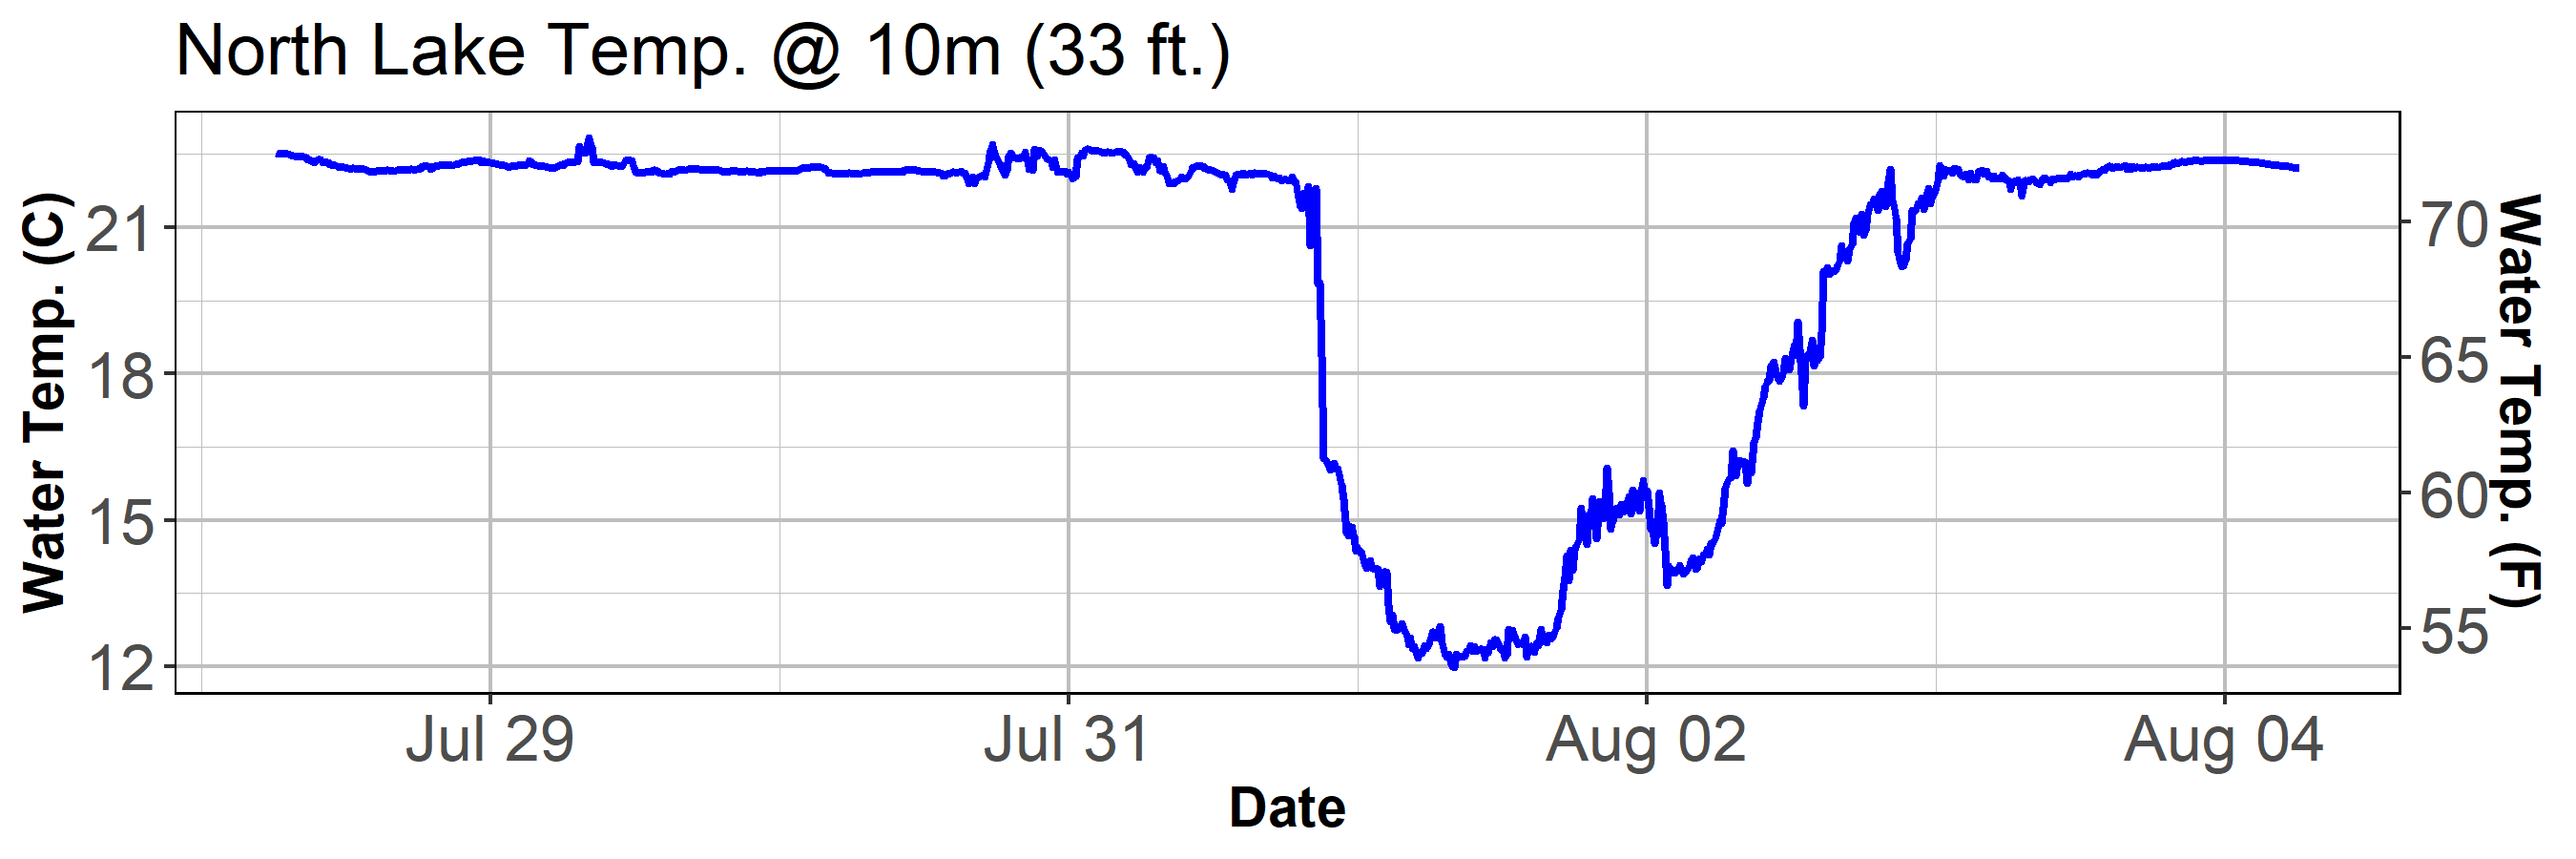 North Lake Temp. @ 10m (33 ft.)
Water Temp. (C)
21
18
15
12
70
65
60
55
Water Temp. (F)
Jul 29
Jul 31
Aug 02
Aug 04
Date